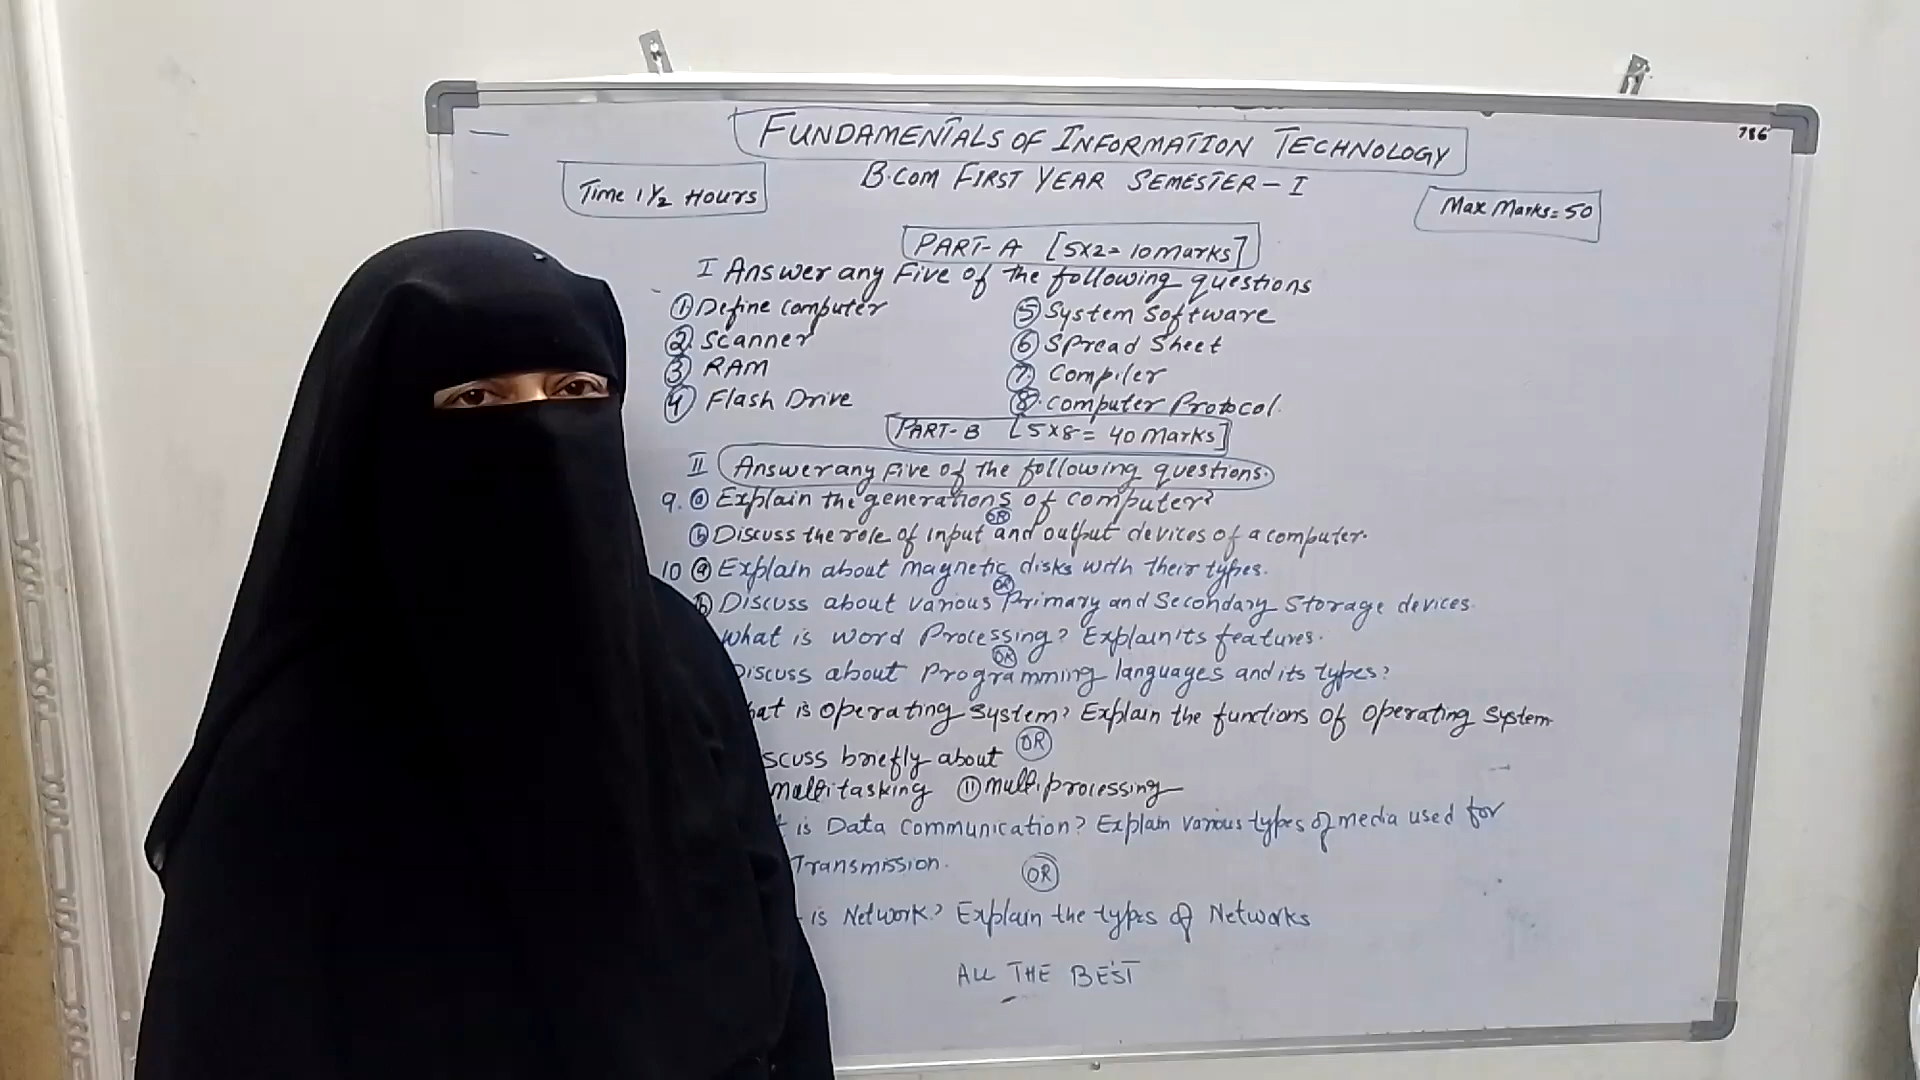 FUNDAMENTALS OF INFORMATION TECHNOLOGY
786
B.COM FIRST YEAR SEMESTER - I
Time 1 1/2 HOURS
Max Marks = 50
PART-A [5x2=10 Marks]
I Answer any Five of the following questions
① Define computer
② Scanner
③ RAM
④ Flash Drive
⑤ System Software
⑥ Spread Sheet
⑦ Compiler
⑧ Computer Protocol.
PART-B [5x8= 40 Marks]
II Answer any five of the following questions.
9. ⓐ Explain the generations of computer?
OR
ⓑ Discuss the role of input and output devices of a computer.
10 ⓐ Explain about magnetic disks with their types.
OR
ⓑ Discuss about various Primary and Secondary Storage devices.
What is Word Processing? Explain its features.
OR
Discuss about Programming languages and its types?
hat is Operating System? Explain the functions of Operating System
OR
scuss briefly about
multitasking ⑪ multiprocessing
t is Data Communication? Explain various types of media used for
Transmission.
OR
is Network? Explain the types of Networks
ALL THE BEST